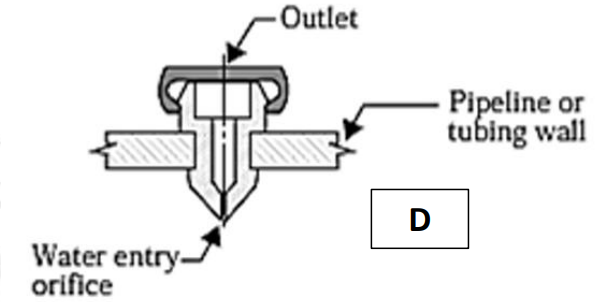 Outlet
Pipeline or
tubing wall
D
Water entry
orifice